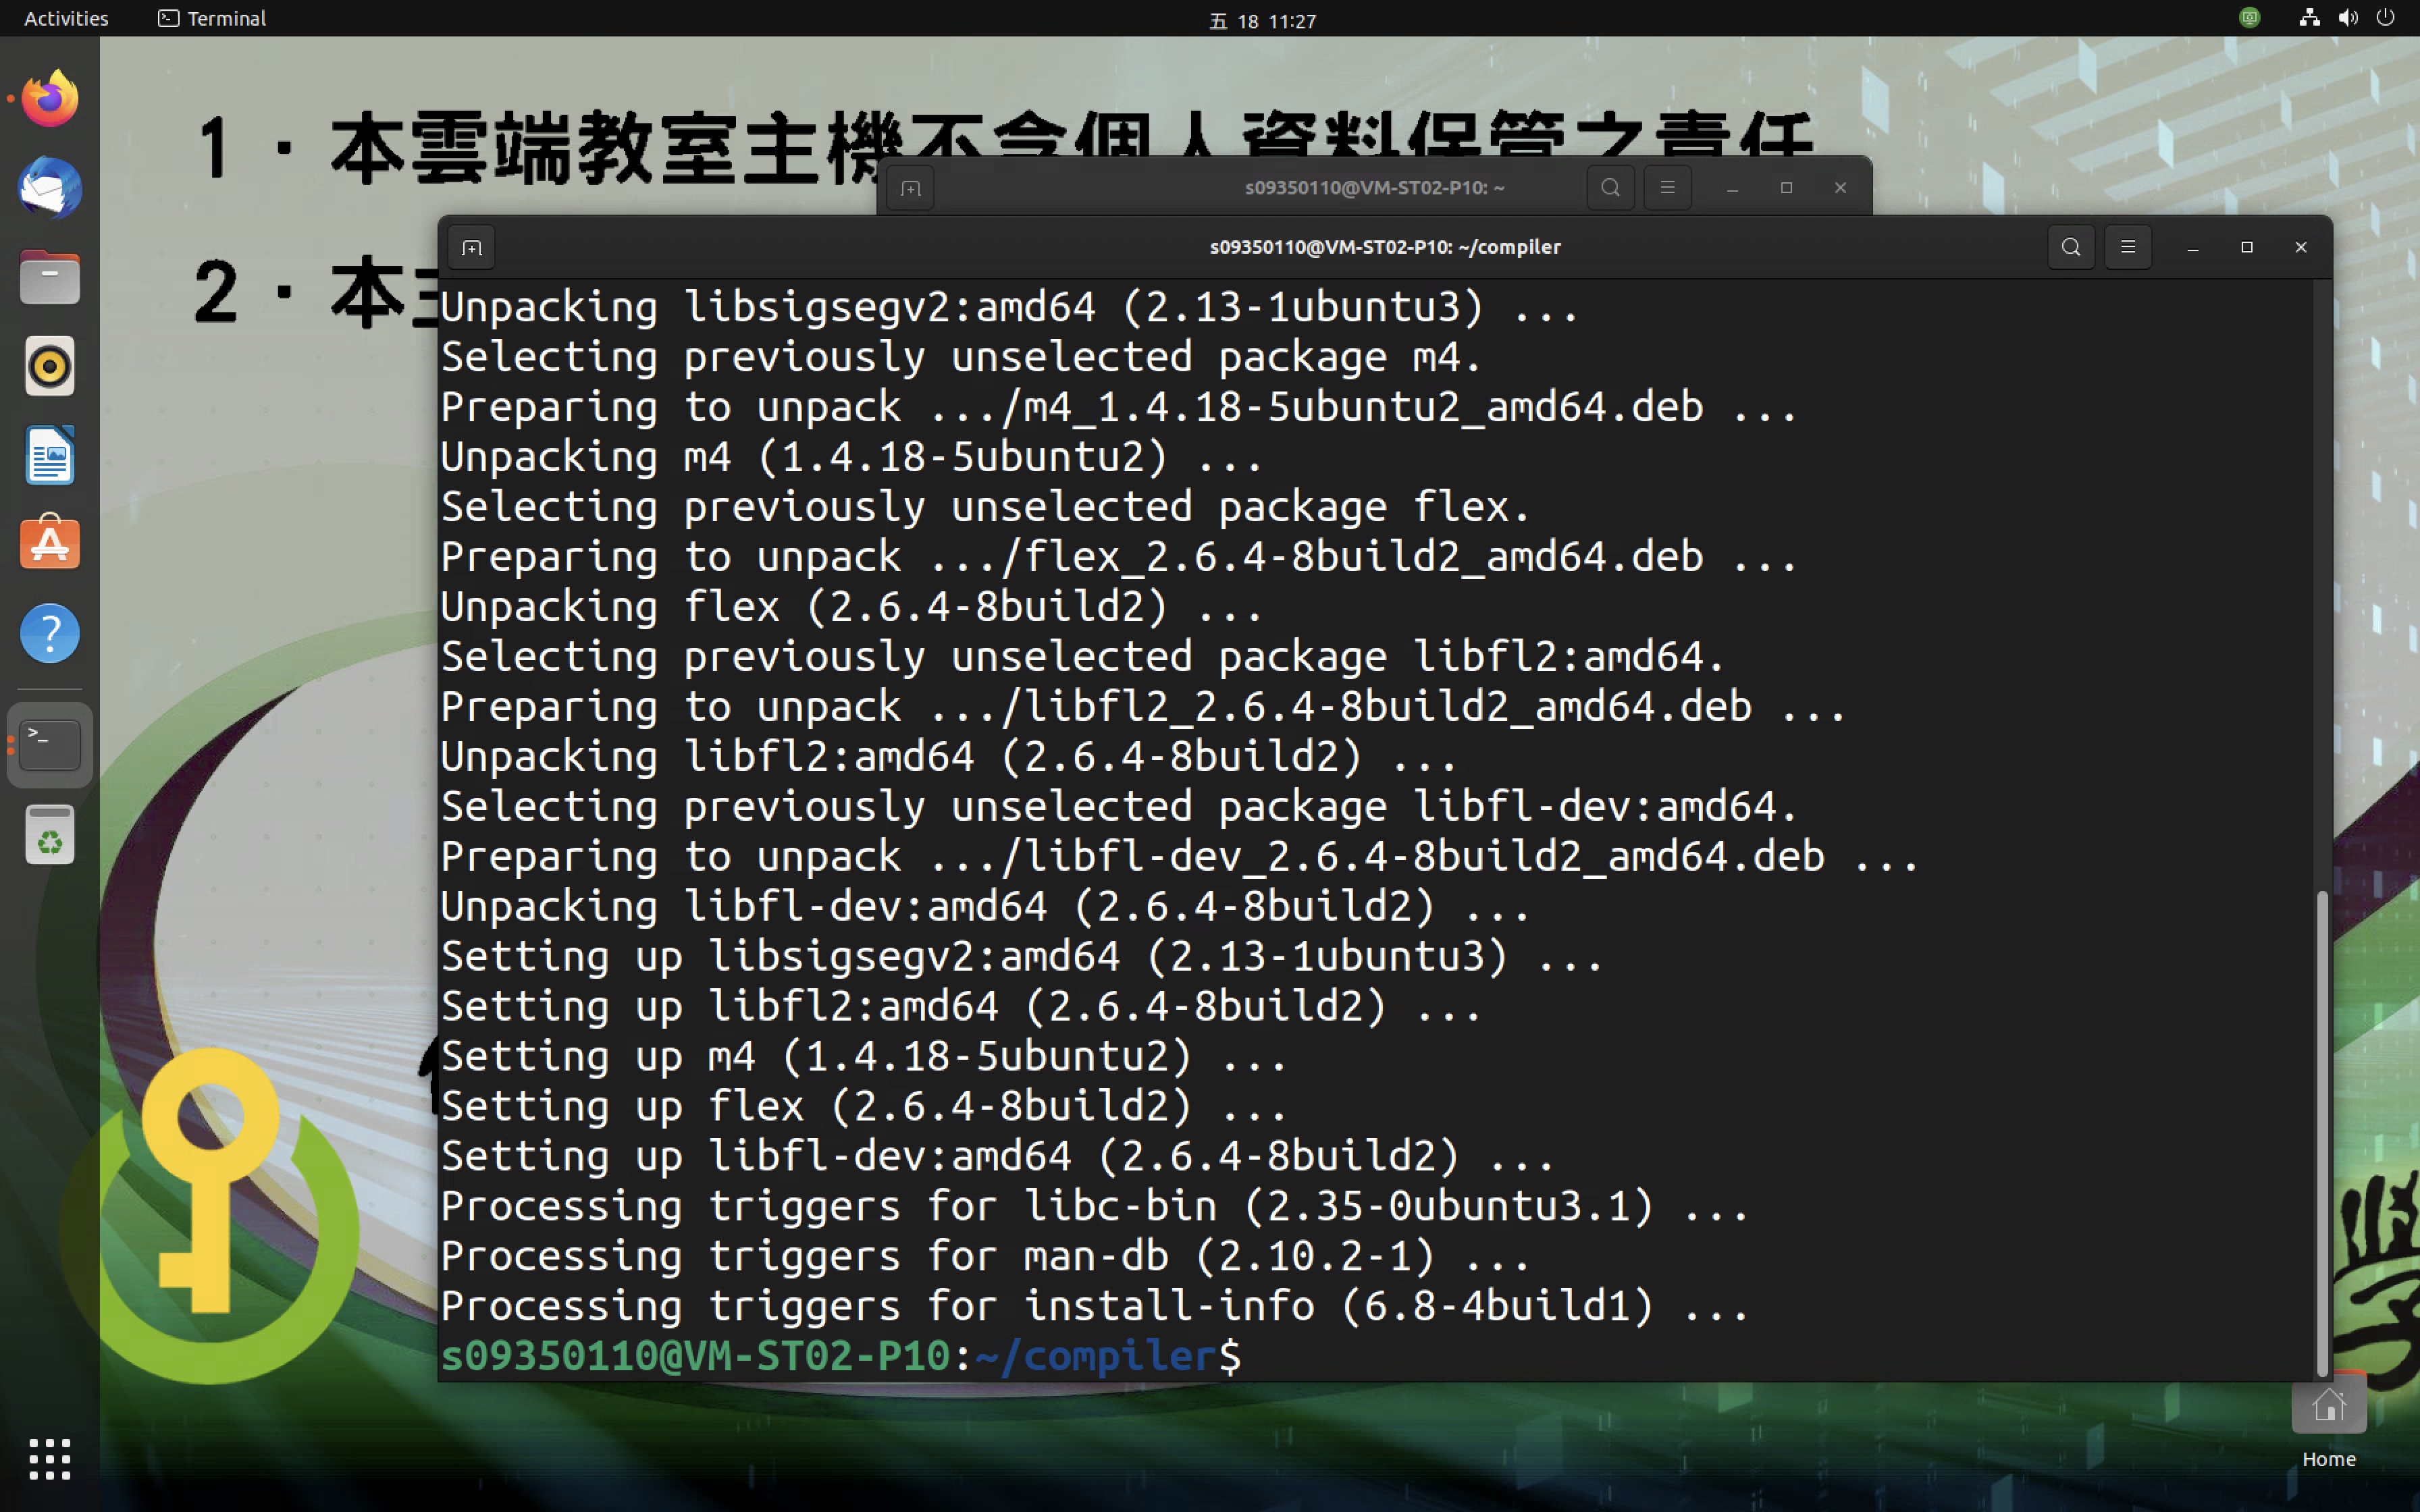 Activities
Terminal
五 18 11:27
1．本雲端教室主機不含個人資料保管之責任
s09350110@VM-ST02-P10: ~
2．本主
s09350110@VM-ST02-P10: ~/compiler
Unpacking libsigsegv2:amd64 (2.13-1ubuntu3) ...
Selecting previously unselected package m4.
Preparing to unpack .../m4_1.4.18-5ubuntu2_amd64.deb ...
Unpacking m4 (1.4.18-5ubuntu2) ...
Selecting previously unselected package flex.
Preparing to unpack .../flex_2.6.4-8build2_amd64.deb ...
Unpacking flex (2.6.4-8build2) ...
Selecting previously unselected package libfl2:amd64.
Preparing to unpack .../libfl2_2.6.4-8build2_amd64.deb ...
Unpacking libfl2:amd64 (2.6.4-8build2) ...
Selecting previously unselected package libfl-dev:amd64.
Preparing to unpack .../libfl-dev_2.6.4-8build2_amd64.deb ...
Unpacking libfl-dev:amd64 (2.6.4-8build2) ...
Setting up libsigsegv2:amd64 (2.13-1ubuntu3) ...
Setting up libfl2:amd64 (2.6.4-8build2) ...
Setting up m4 (1.4.18-5ubuntu2) ...
Setting up flex (2.6.4-8build2) ...
Setting up libfl-dev:amd64 (2.6.4-8build2) ...
Processing triggers for libc-bin (2.35-0ubuntu3.1) ...
Processing triggers for man-db (2.10.2-1) ...
Processing triggers for install-info (6.8-4build1) ...
s09350110@VM-ST02-P10:~/compiler$
Home